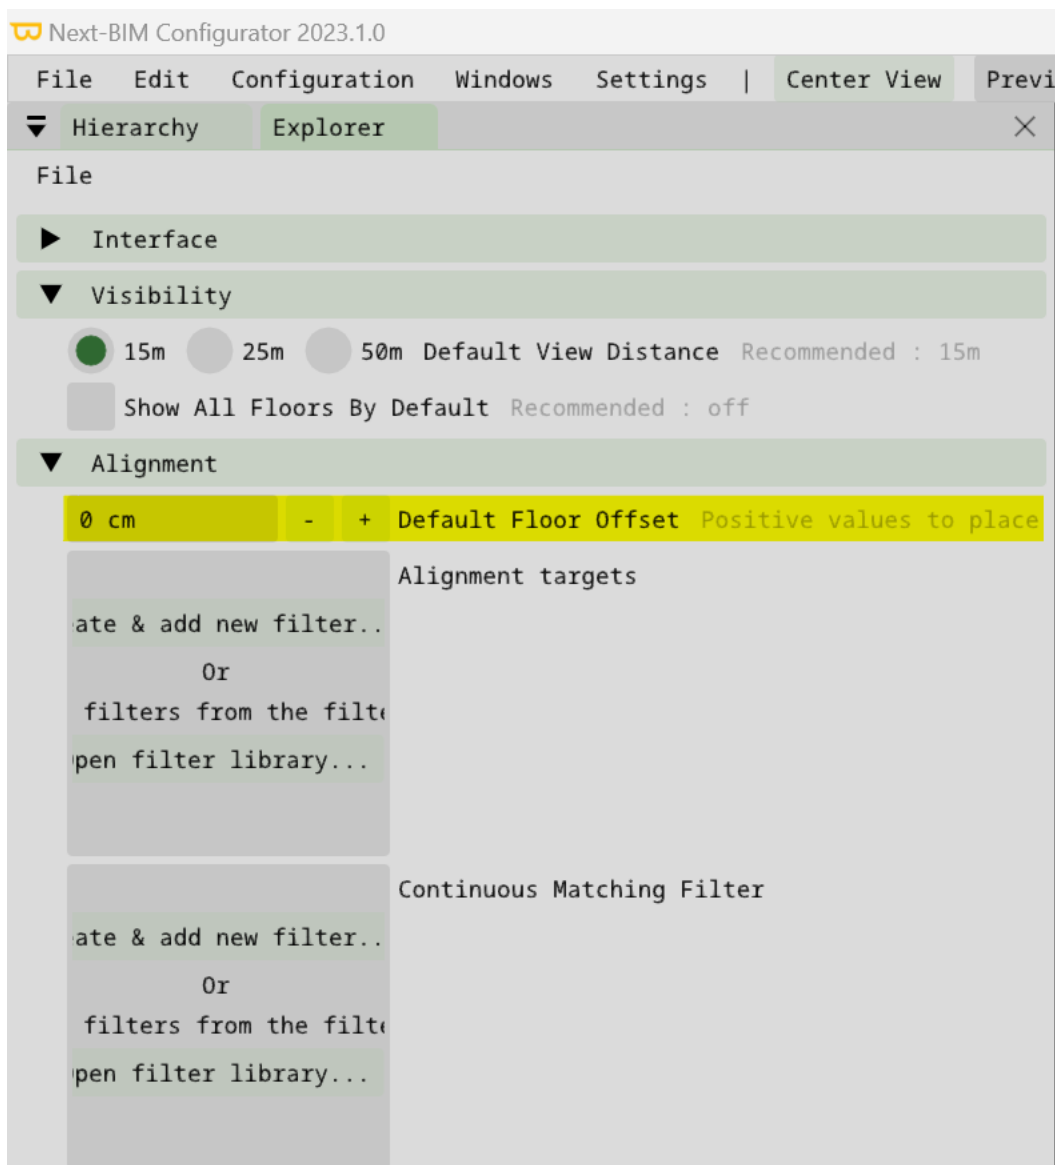 Next-BIM Configurator 2023.1.0
File Edit Configuration Windows Settings | Center View Previ
Hierarchy Explorer
File
Interface
Visibility
15m 25m 50m Default View Distance Recommended : 15m
Show All Floors By Default Recommended : off
Alignment
0 cm - + Default Floor Offset Positive values to place
Alignment targets
ate & add new filter..
Or
filters from the filte
pen filter library...
Continuous Matching Filter
ate & add new filter..
Or
filters from the filte
pen filter library...